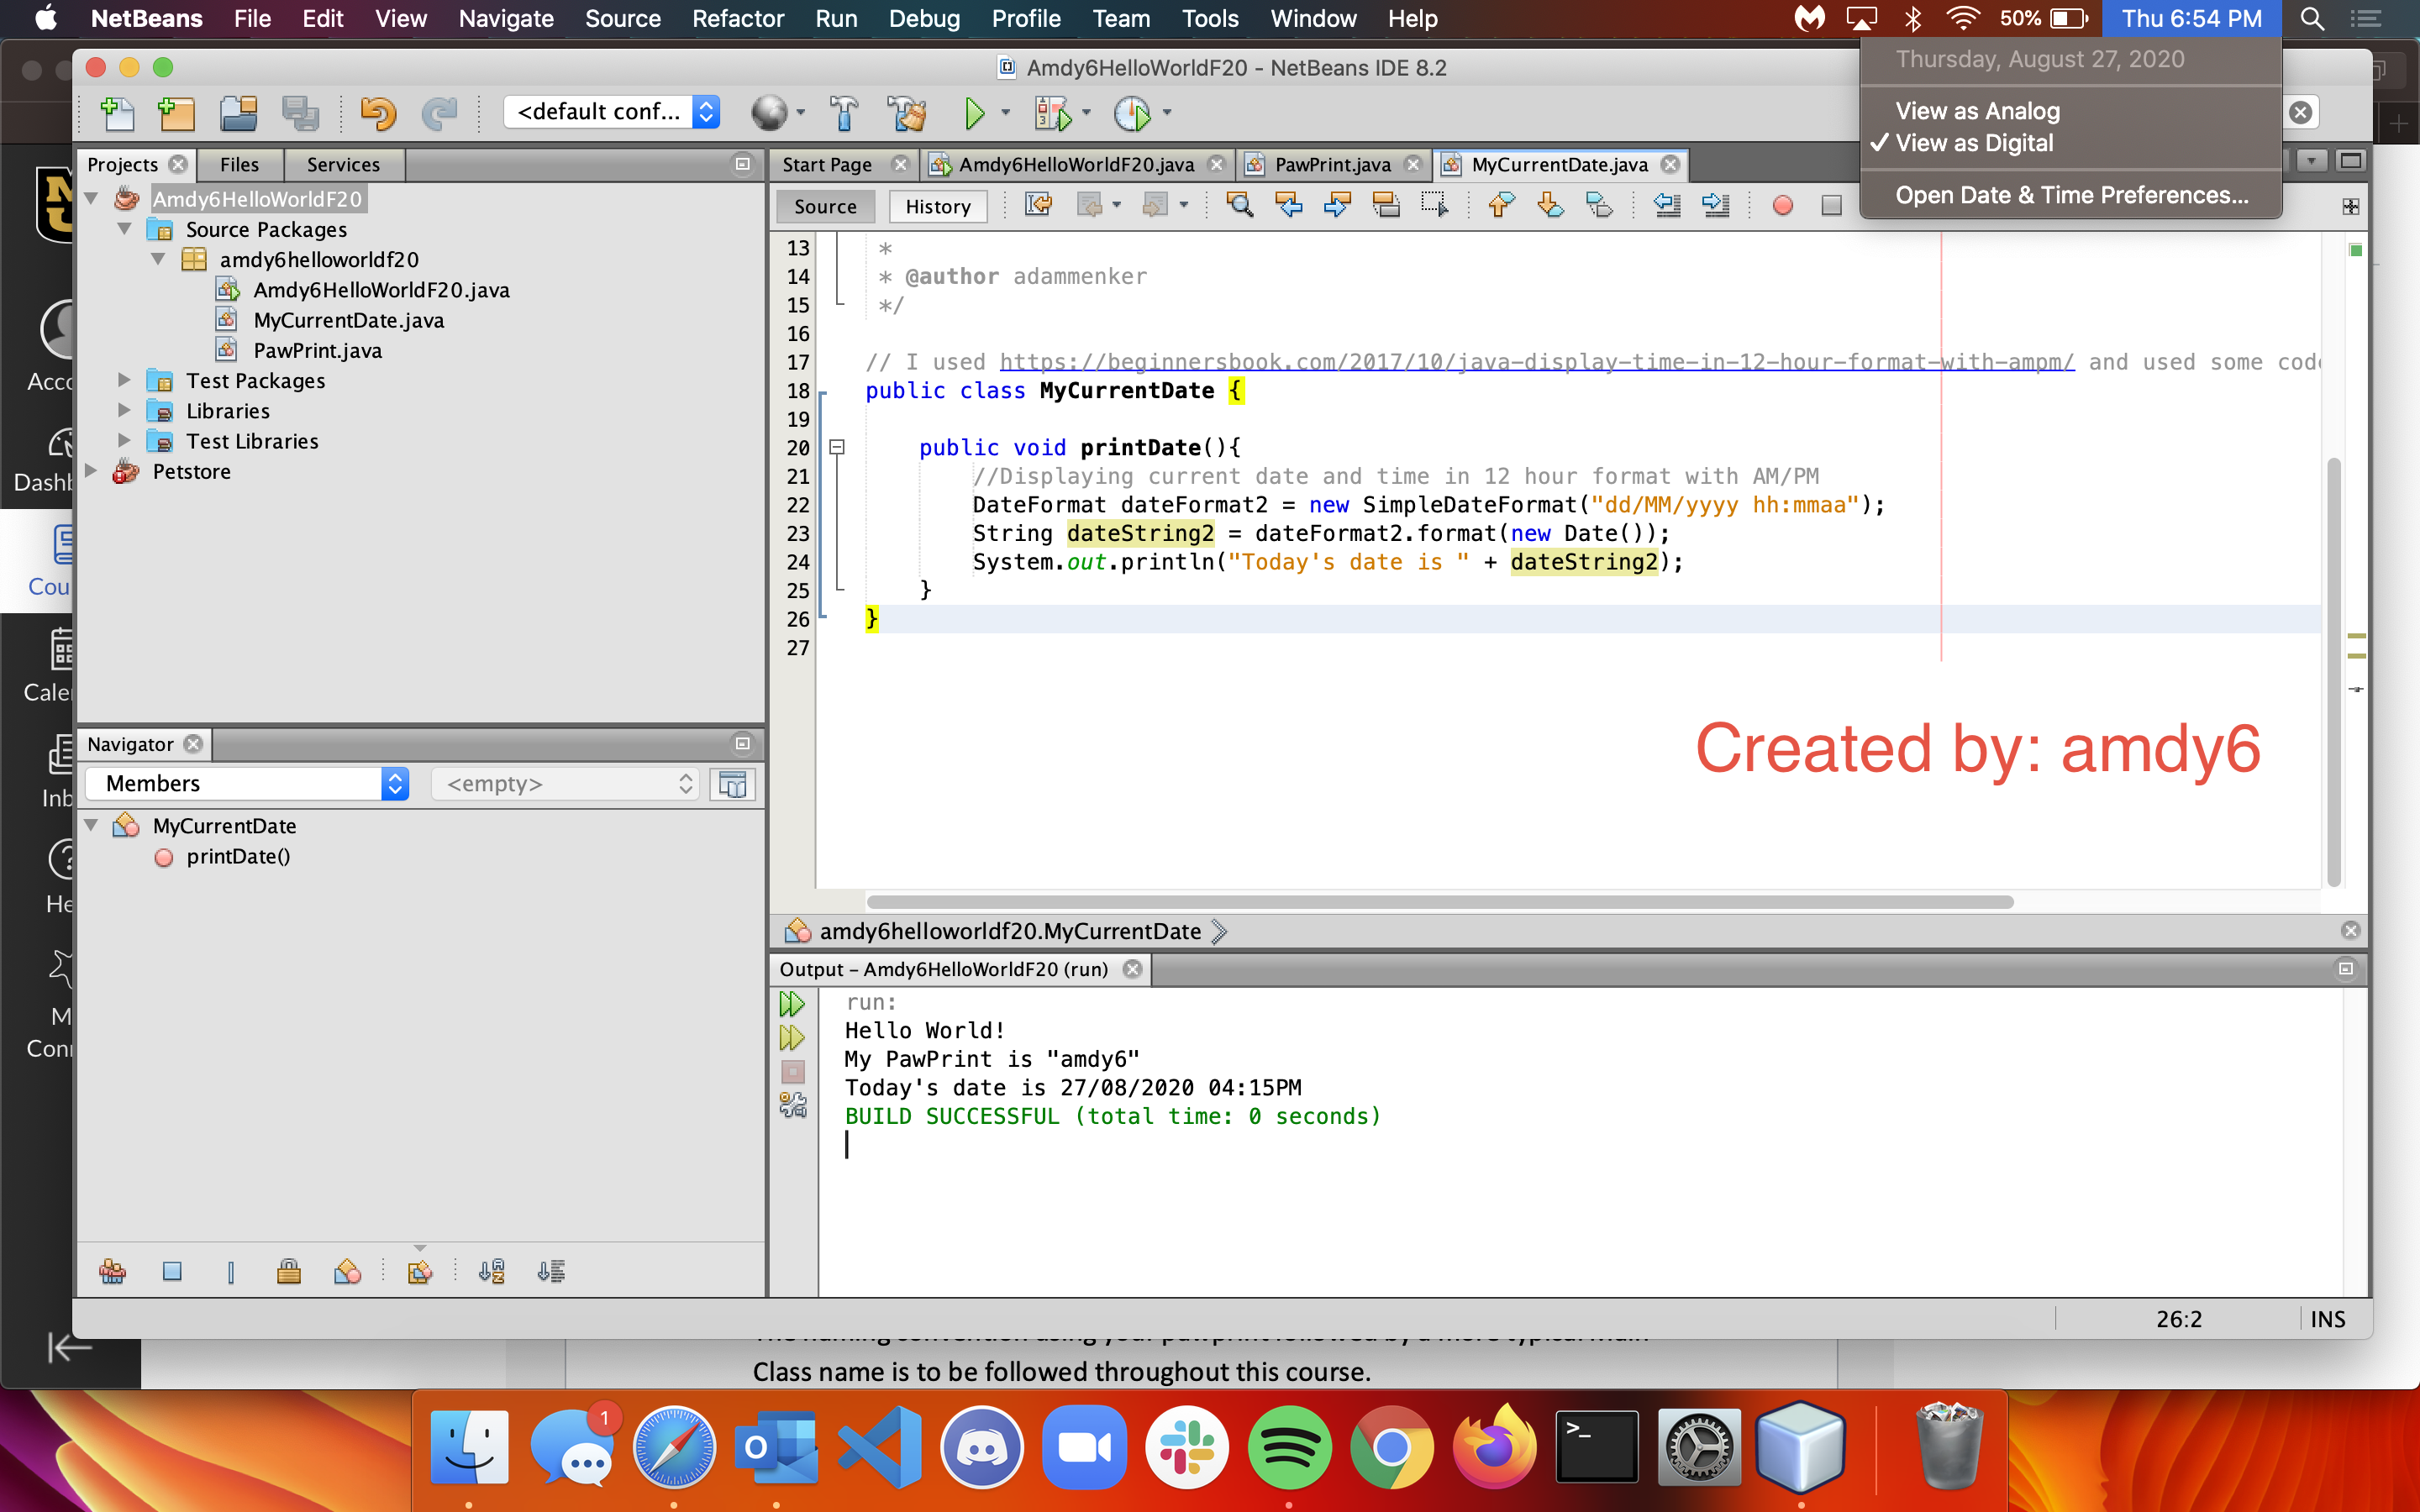 NetBeans File Edit View Navigate Source Refactor Run Debug Profile Team Tools Window Help 50% Thu 6:54 PM
Thursday, August 27, 2020
View as Analog
✓ View as Digital
Open Date & Time Preferences...
Amdy6HelloWorldF20 - NetBeans IDE 8.2
<default conf...
Projects Files Services
Amdy6HelloWorldF20
Source Packages
amdy6helloworldf20
Amdy6HelloWorldF20.java
MyCurrentDate.java
PawPrint.java
Test Packages
Libraries
Test Libraries
Petstore
Start Page Amdy6HelloWorldF20.java PawPrint.java MyCurrentDate.java
Source History
13 *
14 * @author adammenker
15 */
16
17 // I used https://beginnersbook.com/2017/10/java-display-time-in-12-hour-format-with-ampm/ and used some cod
18 public class MyCurrentDate {
19
20 public void printDate(){
21 //Displaying current date and time in 12 hour format with AM/PM
22 DateFormat dateFormat2 = new SimpleDateFormat("dd/MM/yyyy hh:mmaa");
23 String dateString2 = dateFormat2.format(new Date());
24 System.out.println("Today's date is " + dateString2);
25 }
26 }
27
Created by: amdy6
Navigator
Members <empty>
MyCurrentDate
printDate()
amdy6helloworldf20.MyCurrentDate
Output - Amdy6HelloWorldF20 (run)
run:
Hello World!
My PawPrint is "amdy6"
Today's date is 27/08/2020 04:15PM
BUILD SUCCESSFUL (total time: 0 seconds)
26:2 INS
Acc
Dash
Cou
Cale
Inb
He
M
Con
Class name is to be followed throughout this course.
1